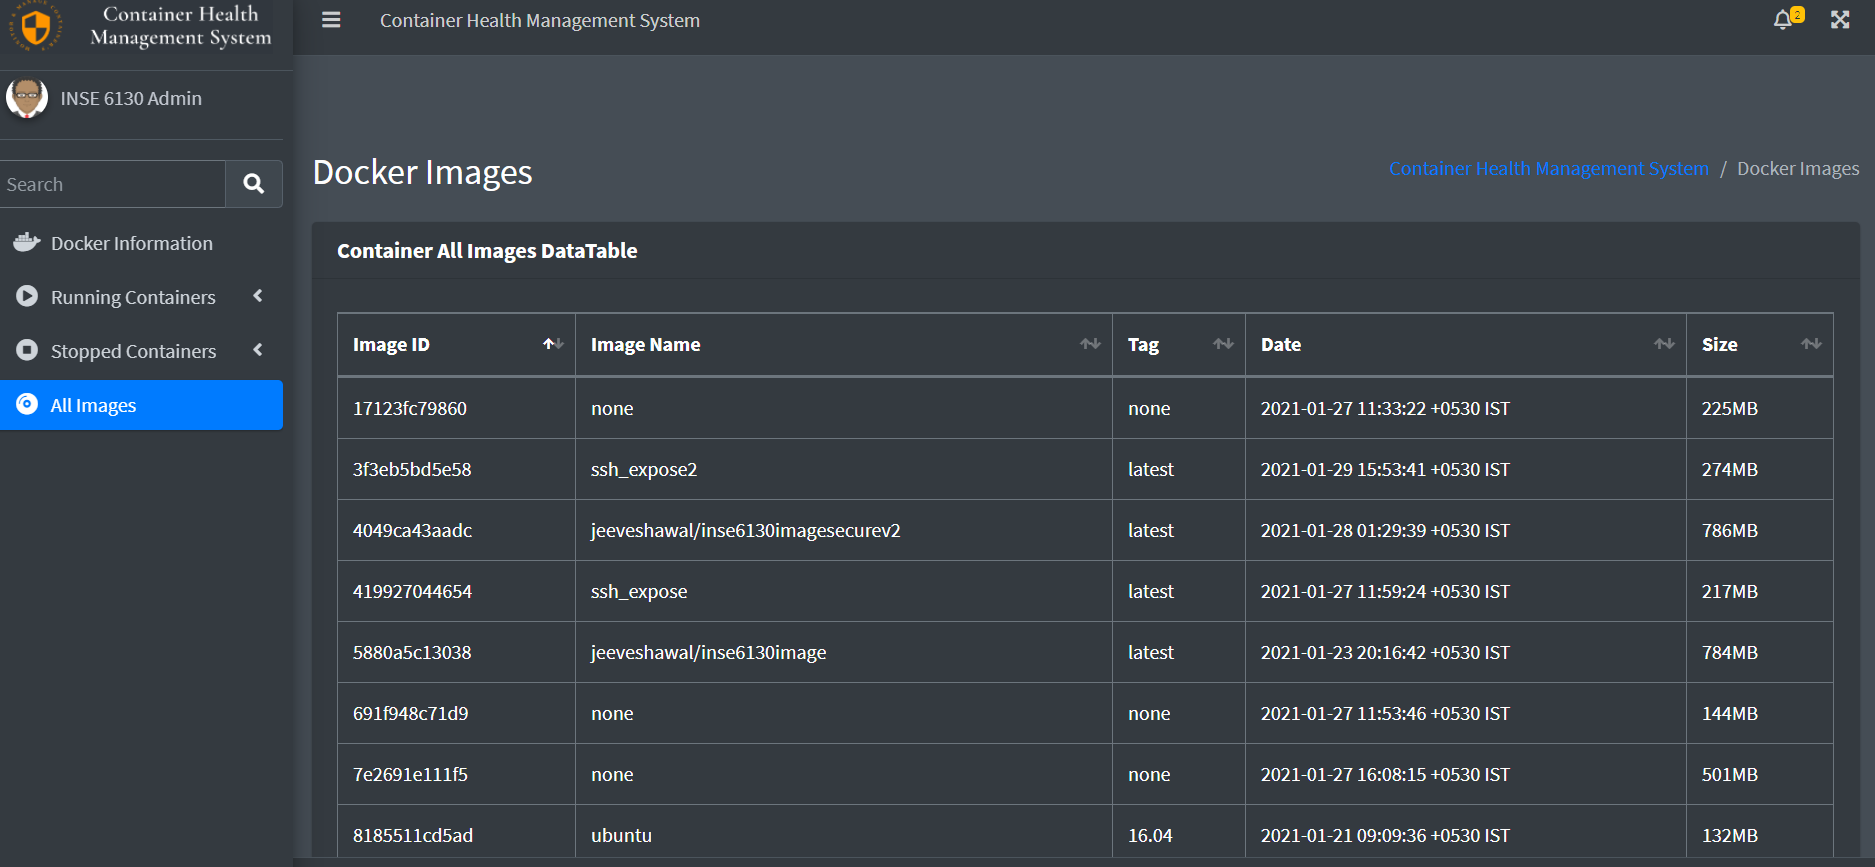 Container Health
Management System
Container Health Management System
2
INSE 6130 Admin
Search
Docker Information
Running Containers
Stopped Containers
All Images
Docker Images
Container Health Management System / Docker Images
Container All Images DataTable
Image ID Image Name Tag Date Size
17123fc79860 none none 2021-01-27 11:33:22 +0530 IST 225MB
3f3eb5bd5e58 ssh_expose2 latest 2021-01-29 15:53:41 +0530 IST 274MB
4049ca43aadc jeeveshawal/inse6130imagesecurev2 latest 2021-01-28 01:29:39 +0530 IST 786MB
419927044654 ssh_expose latest 2021-01-27 11:59:24 +0530 IST 217MB
5880a5c13038 jeeveshawal/inse6130image latest 2021-01-23 20:16:42 +0530 IST 784MB
691f948c71d9 none none 2021-01-27 11:53:46 +0530 IST 144MB
7e2691e111f5 none none 2021-01-27 16:08:15 +0530 IST 501MB
8185511cd5ad ubuntu 16.04 2021-01-21 09:09:36 +0530 IST 132MB